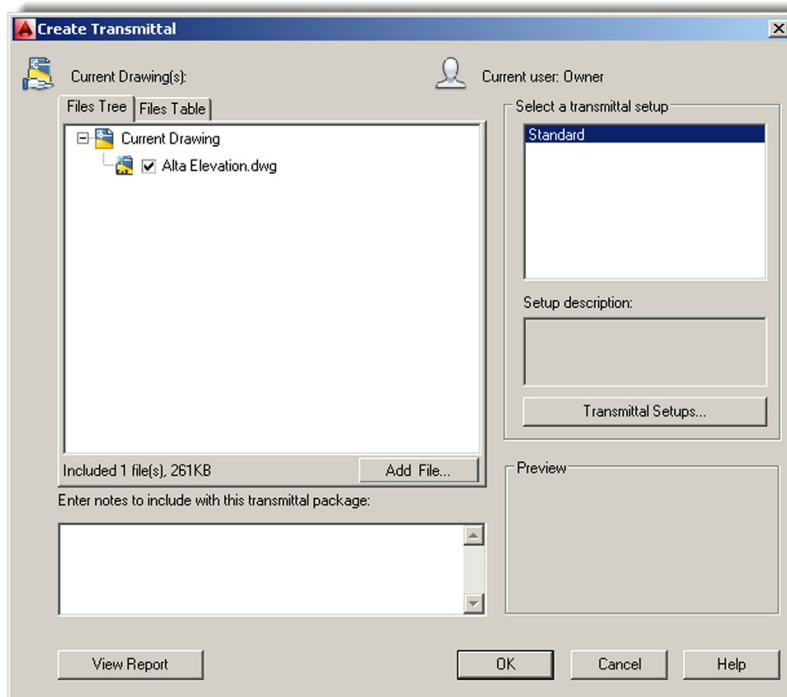 Create Transmittal
Current Drawing(s):
Current user: Owner
Files Tree
Files Table
Current Drawing
Alta Elevation.dwg
Included 1 file(s), 261KB
Add File...
Enter notes to include with this transmittal package:
Select a transmittal setup
Standard
Setup description:
Transmittal Setups...
Preview
View Report
OK
Cancel
Help